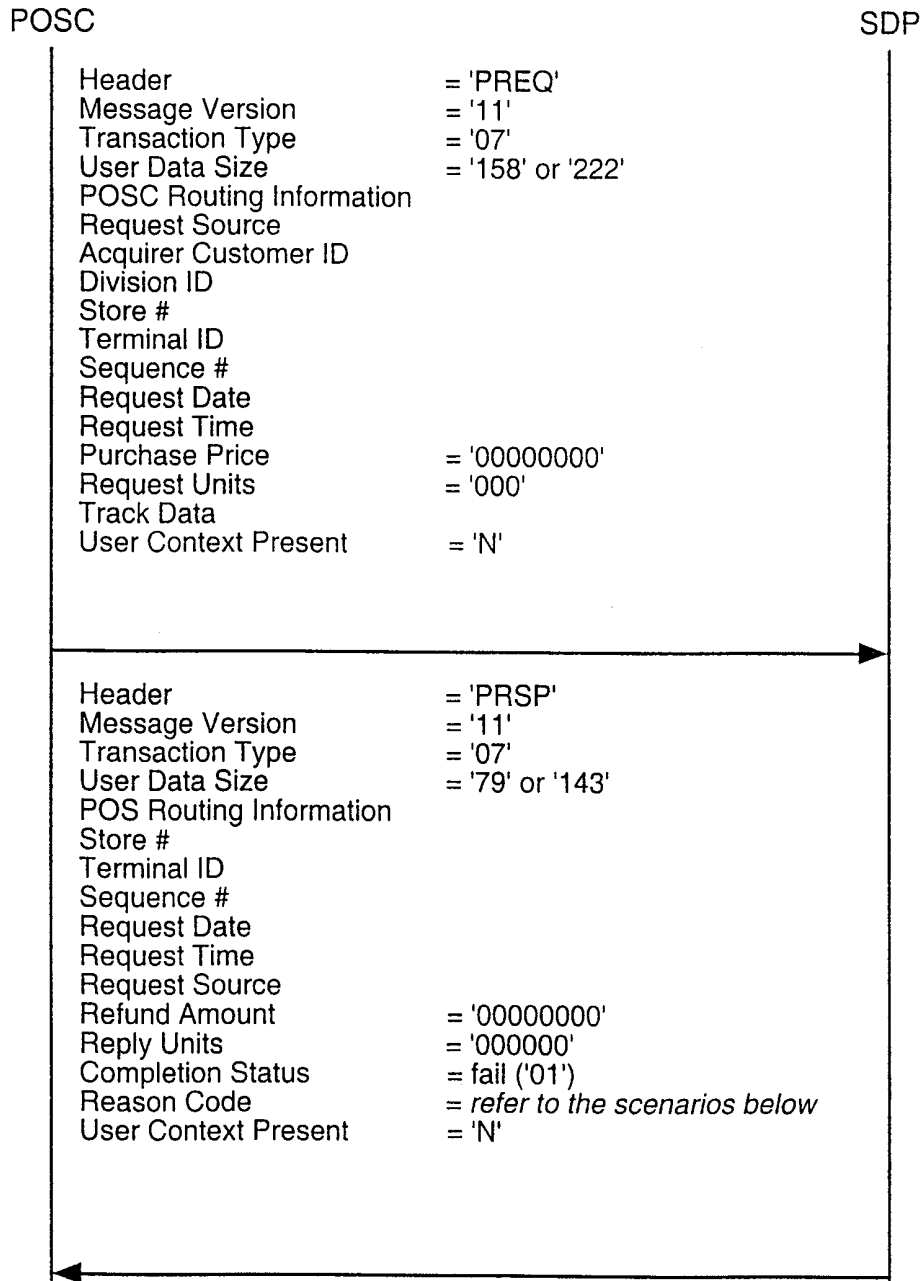 POSC SDP
Header = 'PREQ'
Message Version = '11'
Transaction Type = '07'
User Data Size = '158' or '222'
POSC Routing Information
Request Source
Acquirer Customer ID
Division ID
Store #
Terminal ID
Sequence #
Request Date
Request Time
Purchase Price = '00000000'
Request Units = '000'
Track Data
User Context Present = 'N'
Header = 'PRSP'
Message Version = '11'
Transaction Type = '07'
User Data Size = '79' or '143'
POS Routing Information
Store #
Terminal ID
Sequence #
Request Date
Request Time
Request Source
Refund Amount = '00000000'
Reply Units = '000000'
Completion Status = fail ('01')
Reason Code = refer to the scenarios below
User Context Present = 'N'